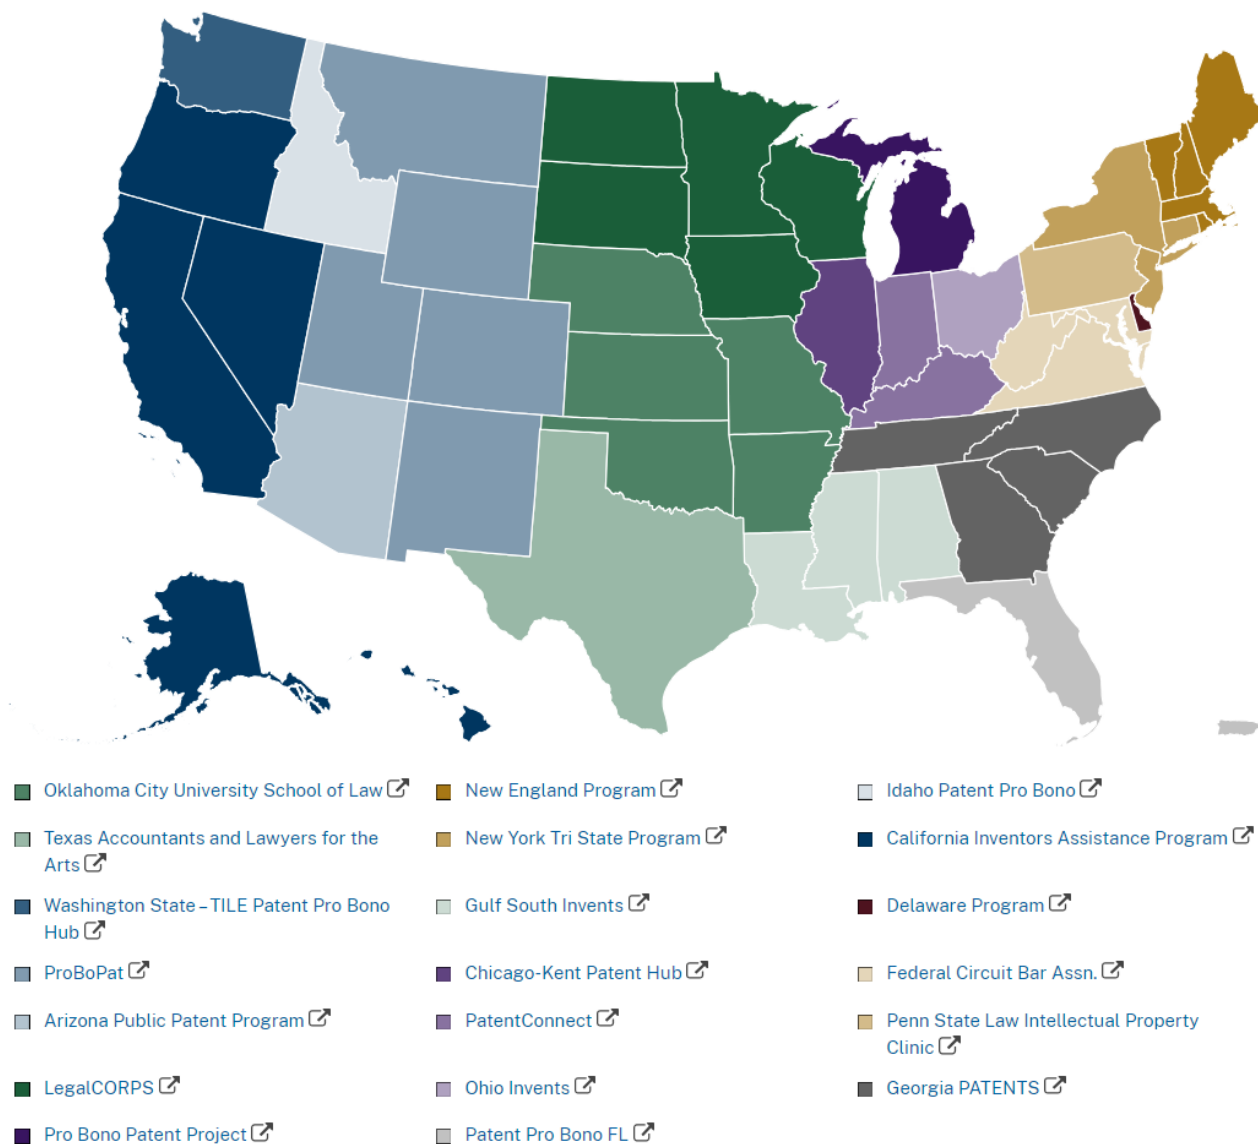 Oklahoma City University School of Law
New England Program
Idaho Patent Pro Bono
Texas Accountants and Lawyers for the
Arts
New York Tri State Program
California Inventors Assistance Program
Washington State – TILE Patent Pro Bono
Hub
Gulf South Invents
Delaware Program
ProBoPat
Chicago-Kent Patent Hub
Federal Circuit Bar Assn.
Arizona Public Patent Program
PatentConnect
Penn State Law Intellectual Property
Clinic
LegalCORPS
Ohio Invents
Georgia PATENTS
Pro Bono Patent Project
Patent Pro Bono FL